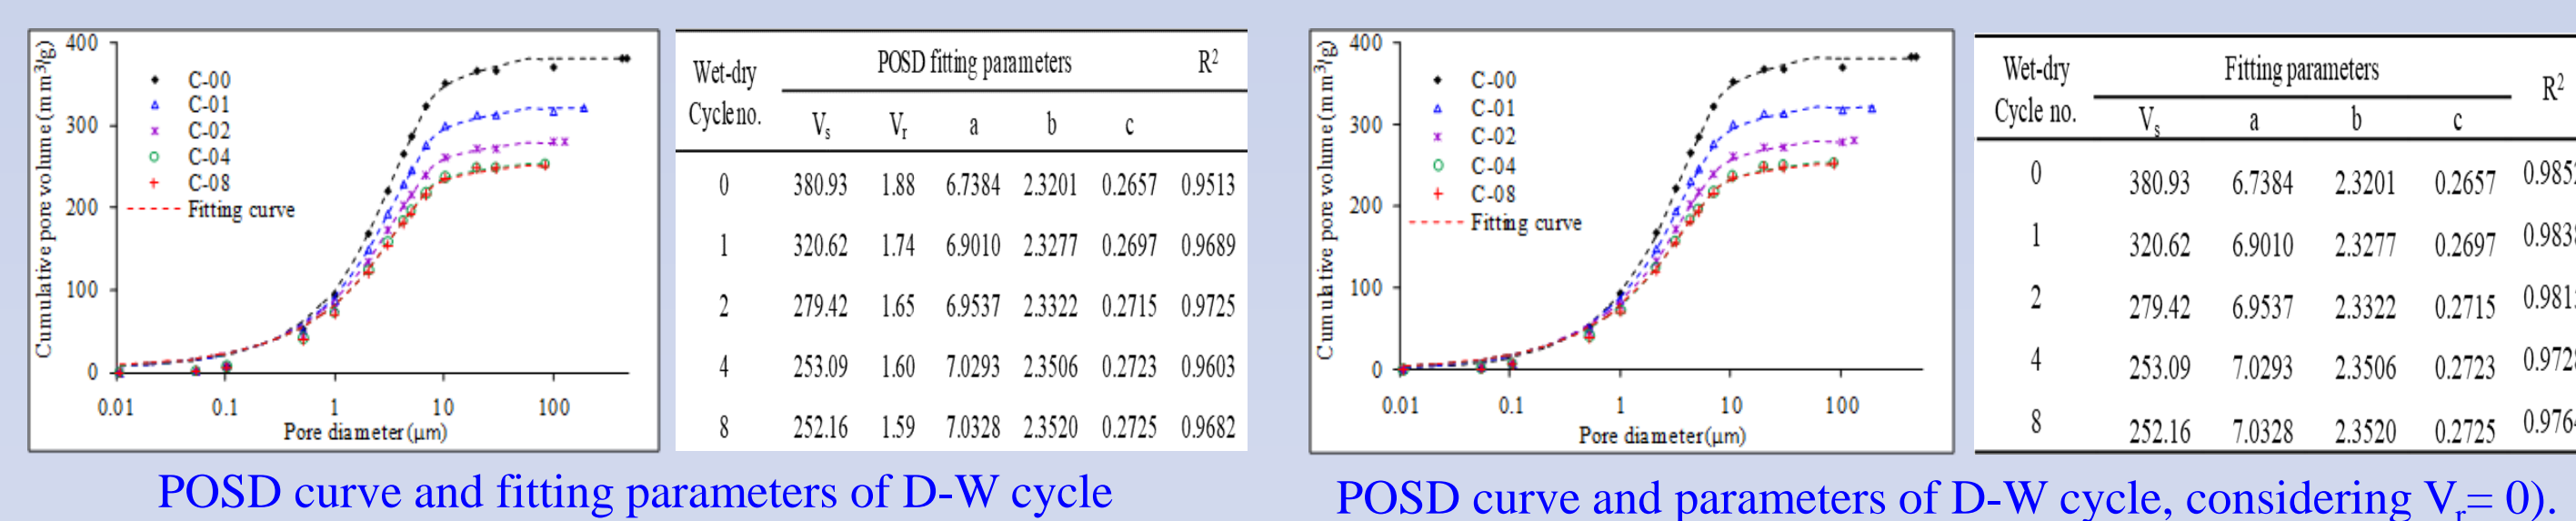 Cumulative pore volume (mm³/g)
400
300
200
100
0
C-00
C-01
C-02
C-04
C-08
Fitting curve
0.01 0.1 1 10 100
Pore diameter (μm)
Wet-dry Cycle no. POSD fitting parameters R²
Vs Vr a b c
0 380.93 1.88 6.7384 2.3201 0.2657 0.9513
1 320.62 1.74 6.9010 2.3277 0.2697 0.9689
2 279.42 1.65 6.9537 2.3322 0.2715 0.9725
4 253.09 1.60 7.0293 2.3506 0.2723 0.9603
8 252.16 1.59 7.0328 2.3520 0.2725 0.9682
POSD curve and fitting parameters of D-W cycle
Cumulative pore volume (mm³/g)
400
300
200
100
0
C-00
C-01
C-02
C-04
C-08
Fitting curve
0.01 0.1 1 10 100
Pore diameter (μm)
Wet-dry Cycle no. Fitting parameters R²
Vs a b c
0 380.93 6.7384 2.3201 0.2657
1 320.62 6.9010 2.3277 0.2697
2 279.42 6.9537 2.3322 0.2715
4 253.09 7.0293 2.3506 0.2723
8 252.16 7.0328 2.3520 0.2725
POSD curve and parameters of D-W cycle, considering Vr= 0).